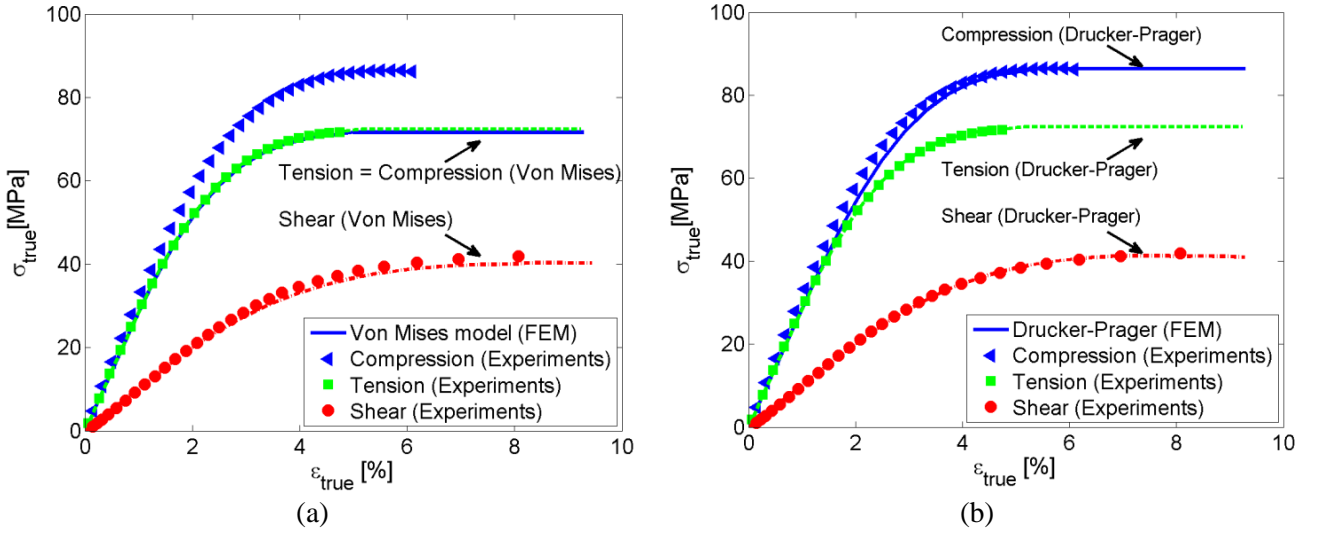 100
80
60
40
20
0
0 2 4 6 8 10
σtrue[MPa]
εtrue [%]
Tension = Compression (Von Mises)
Shear (Von Mises)
Von Mises model (FEM)
Compression (Experiments)
Tension (Experiments)
Shear (Experiments)
(a)
100
80
60
40
20
0
0 2 4 6 8 10
σtrue[MPa]
εtrue [%]
Compression (Drucker-Prager)
Tension (Drucker-Prager)
Shear (Drucker-Prager)
Drucker-Prager (FEM)
Compression (Experiments)
Tension (Experiments)
Shear (Experiments)
(b)